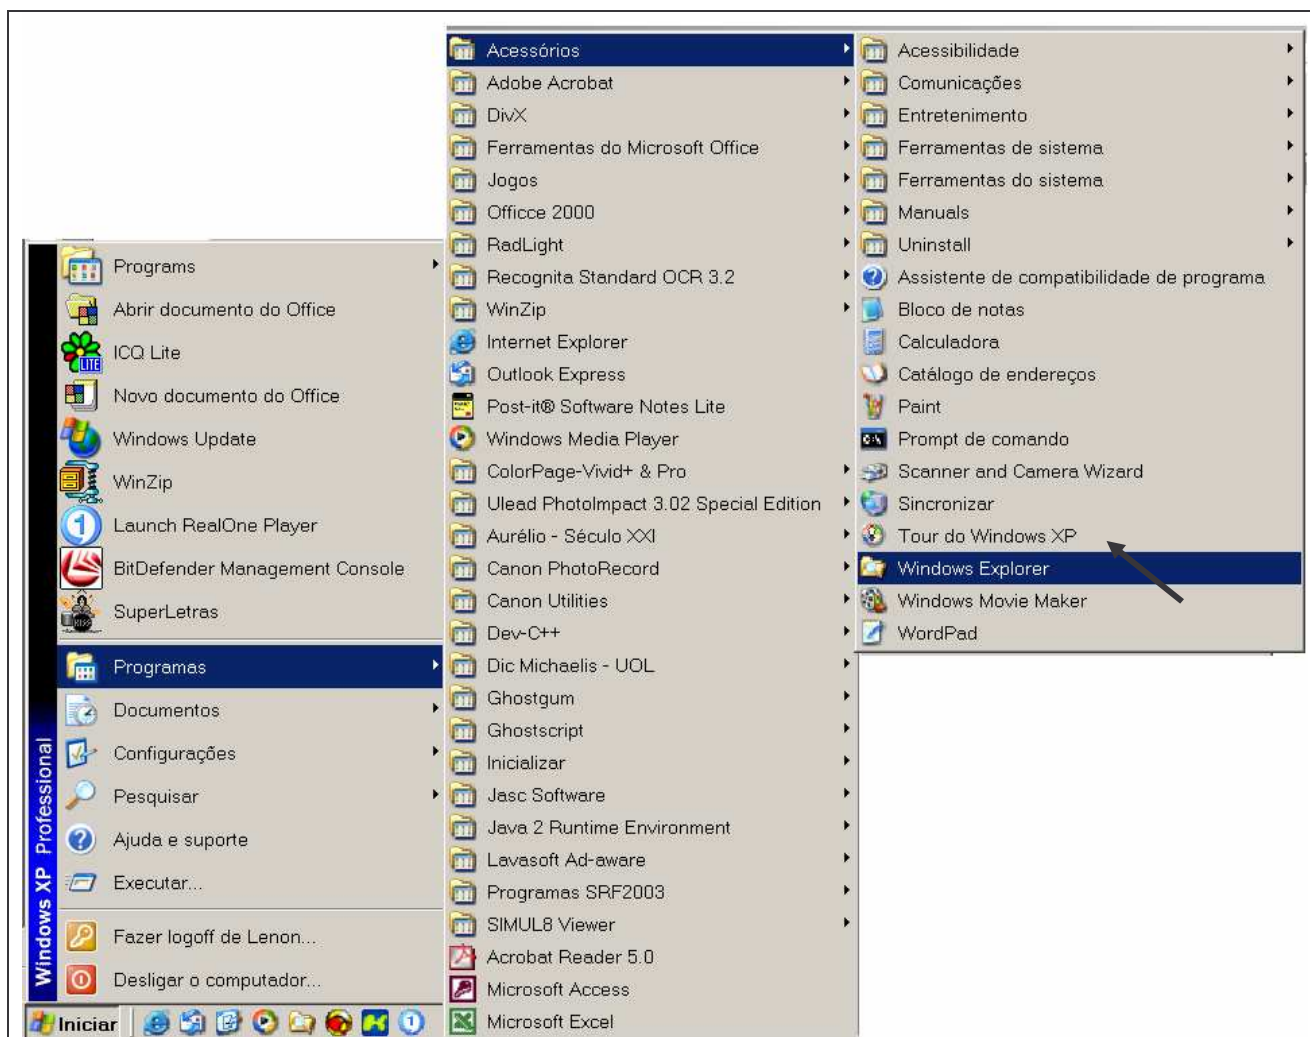 Programs
Abrir documento do Office
ICQ Lite
LITE
Novo documento do Office
Windows Update
WinZip
Launch RealOne Player
1
BitDefender Management Console
SuperLetras
Programas
Documentos
Configurações
Pesquisar
Ajuda e suporte
Executar...
Fazer logoff de Lenon...
Desligar o computador...
Windows XP Professional
Iniciar
Acessórios
Adobe Acrobat
DivX
Ferramentas do Microsoft Office
Jogos
Officce 2000
RadLight
Recognita Standard OCR 3.2
WinZip
Internet Explorer
Outlook Express
Post-it® Software Notes Lite
Windows Media Player
ColorPage-Vivid+ & Pro
Ulead PhotoImpact 3.02 Special Edition
Aurélio - Século XXI
Canon PhotoRecord
Canon Utilities
Dev-C++
Dic Michaelis - UOL
Ghostgum
Ghostscript
Inicializar
Jasc Software
Java 2 Runtime Environment
Lavasoft Ad-aware
Programas SRF2003
SIMUL8 Viewer
Acrobat Reader 5.0
Microsoft Access
Microsoft Excel
Acessibilidade
Comunicações
Entretenimento
Ferramentas de sistema
Ferramentas do sistema
Manuals
Uninstall
Assistente de compatibilidade de programa
Bloco de notas
Calculadora
Catálogo de endereços
Paint
Prompt de comando
Scanner and Camera Wizard
Sincronizar
Tour do Windows XP
Windows Explorer
Windows Movie Maker
WordPad